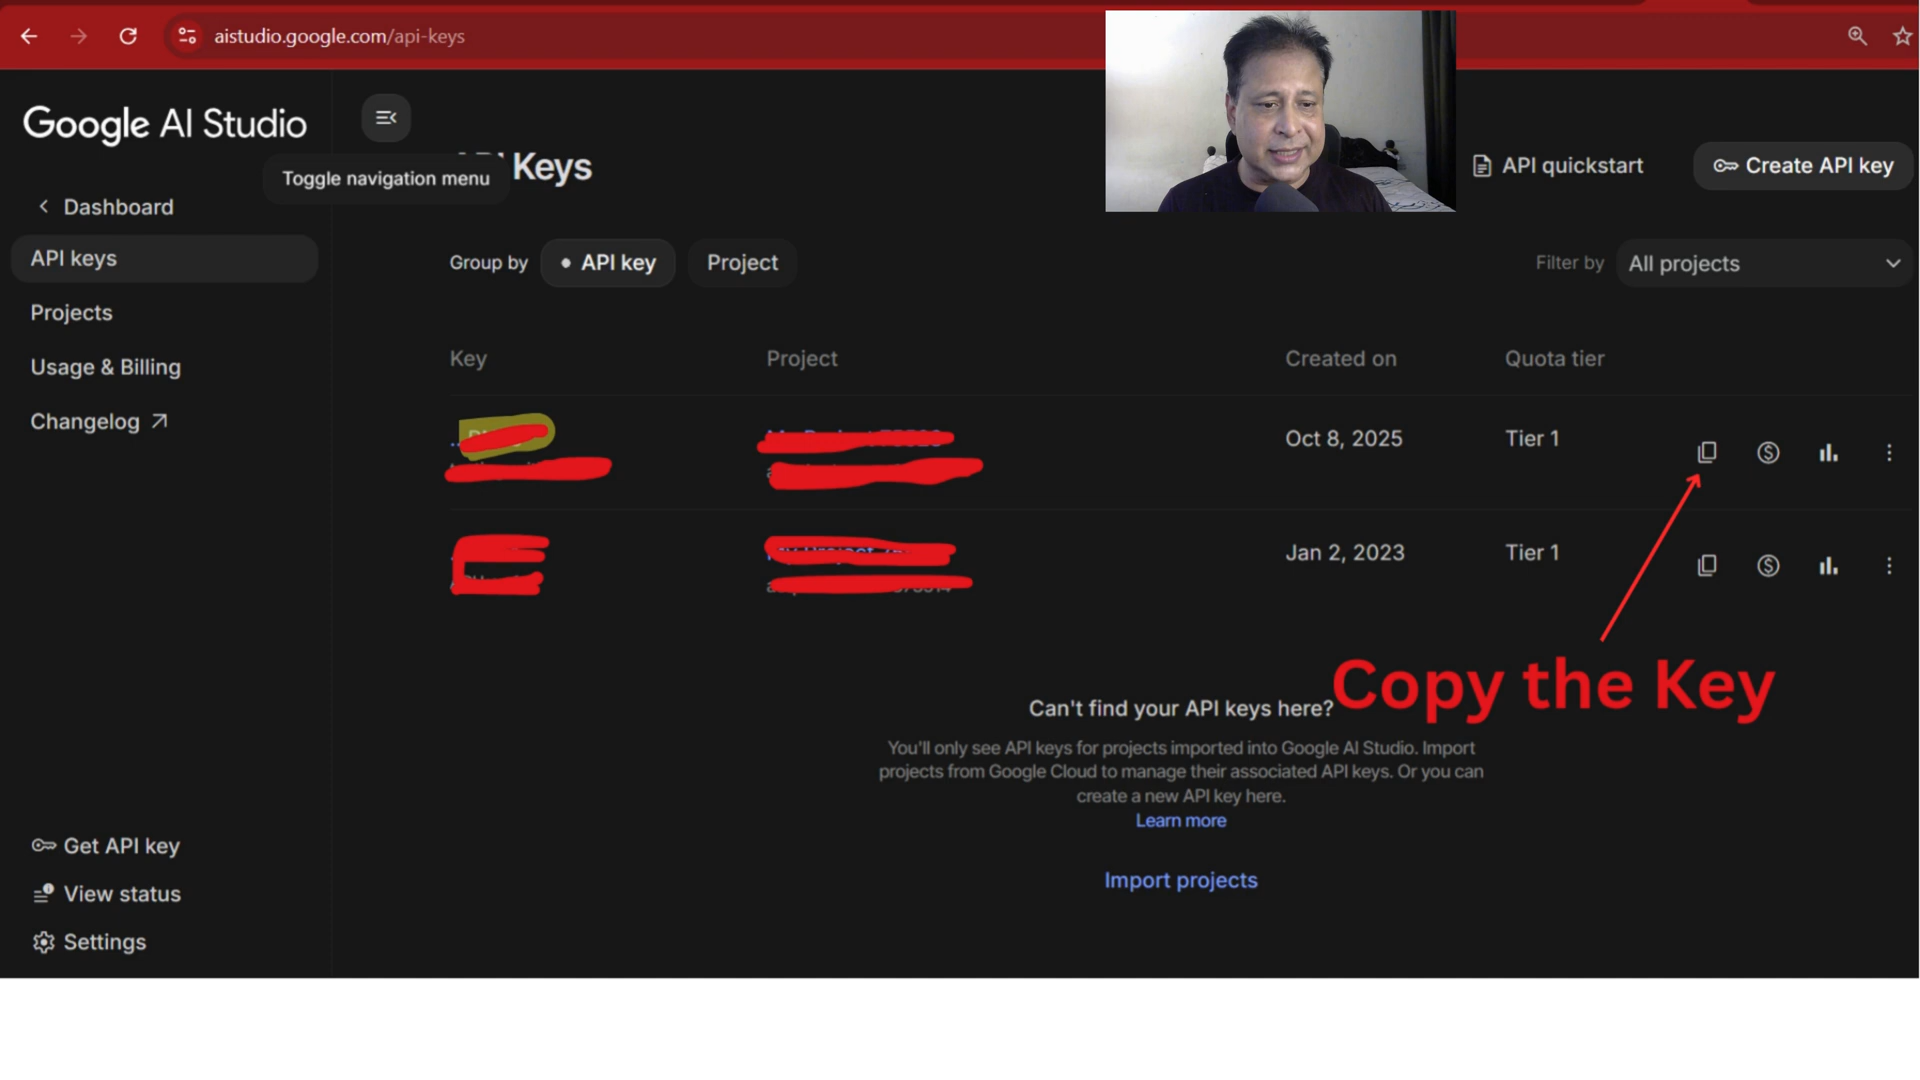 aistudio.google.com/api-keys
Google AI Studio
Toggle navigation menu
Keys
API quickstart
Create API key
Dashboard
API keys
Projects
Usage & Billing
Changelog
Group by
API key
Project
Filter by
All projects
Key
Project
Created on
Quota tier
Oct 8, 2025
Tier 1
Jan 2, 2023
Tier 1
Copy the Key
Can't find your API keys here?
You'll only see API keys for projects imported into Google AI Studio. Import
projects from Google Cloud to manage their associated API keys. Or you can
create a new API key here.
Learn more
Import projects
Get API key
View status
Settings